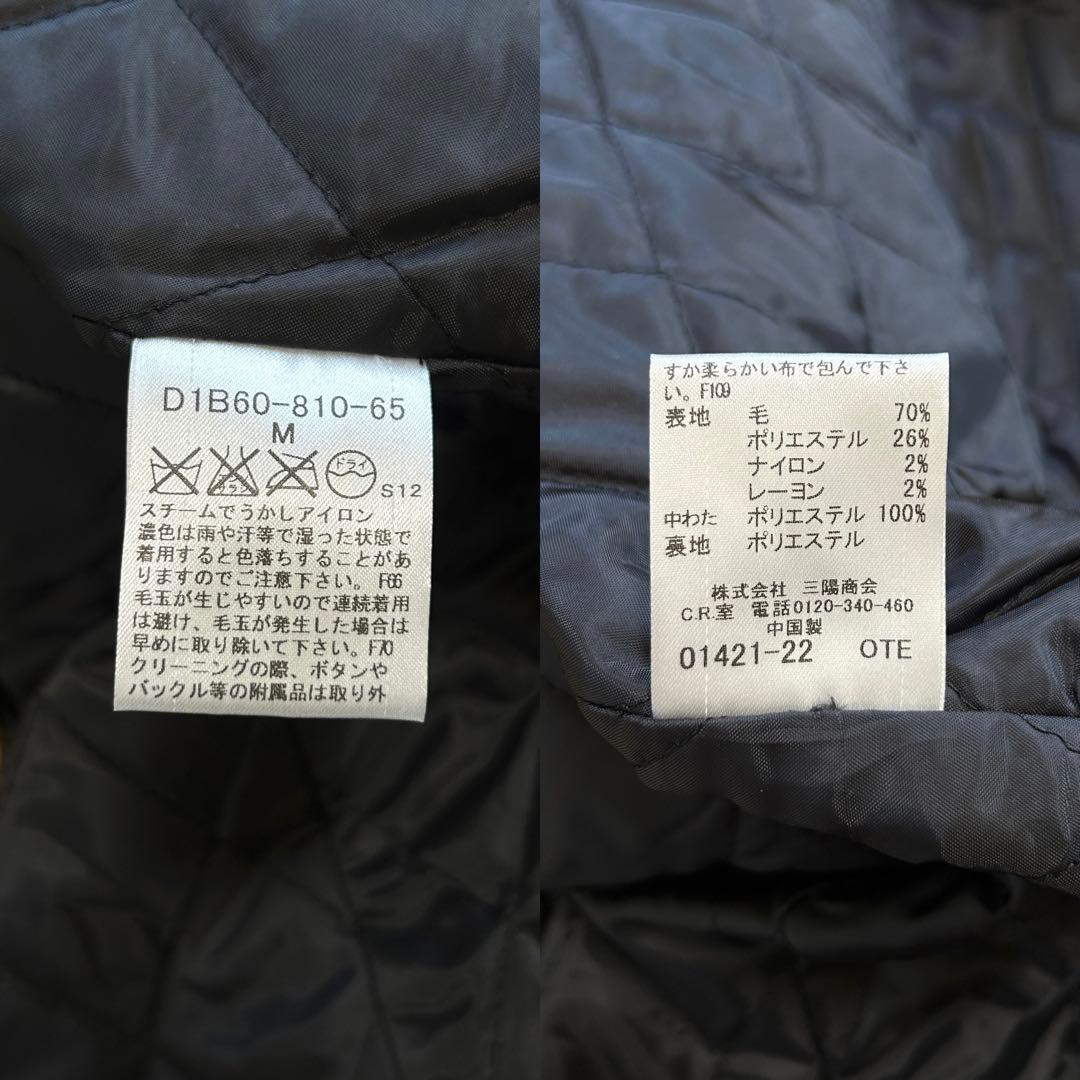 D1B60-810-65
M
エンソ
サラシ
ドライ
S12
スチームでうかしアイロン
濃色は雨や汗等で湿った状態で
着用すると色落ちすることがあ
りますのでご注意下さい。 F66
毛玉が生じやすいので連続着用
は避け、毛玉が発生した場合は
早めに取り除いて下さい。F70
クリーニングの際、ボタンや
バックル等の附属品は取り外
すか柔らかい布で包んで下さ
い。F109
表地 毛 70%
ポリエステル 26%
ナイロン 2%
レーヨン 2%
中わた ポリエステル 100%
裏地 ポリエステル
株式会社 三陽商会
C.R.室 電話0120-340-460
中国製
01421-22 OTE